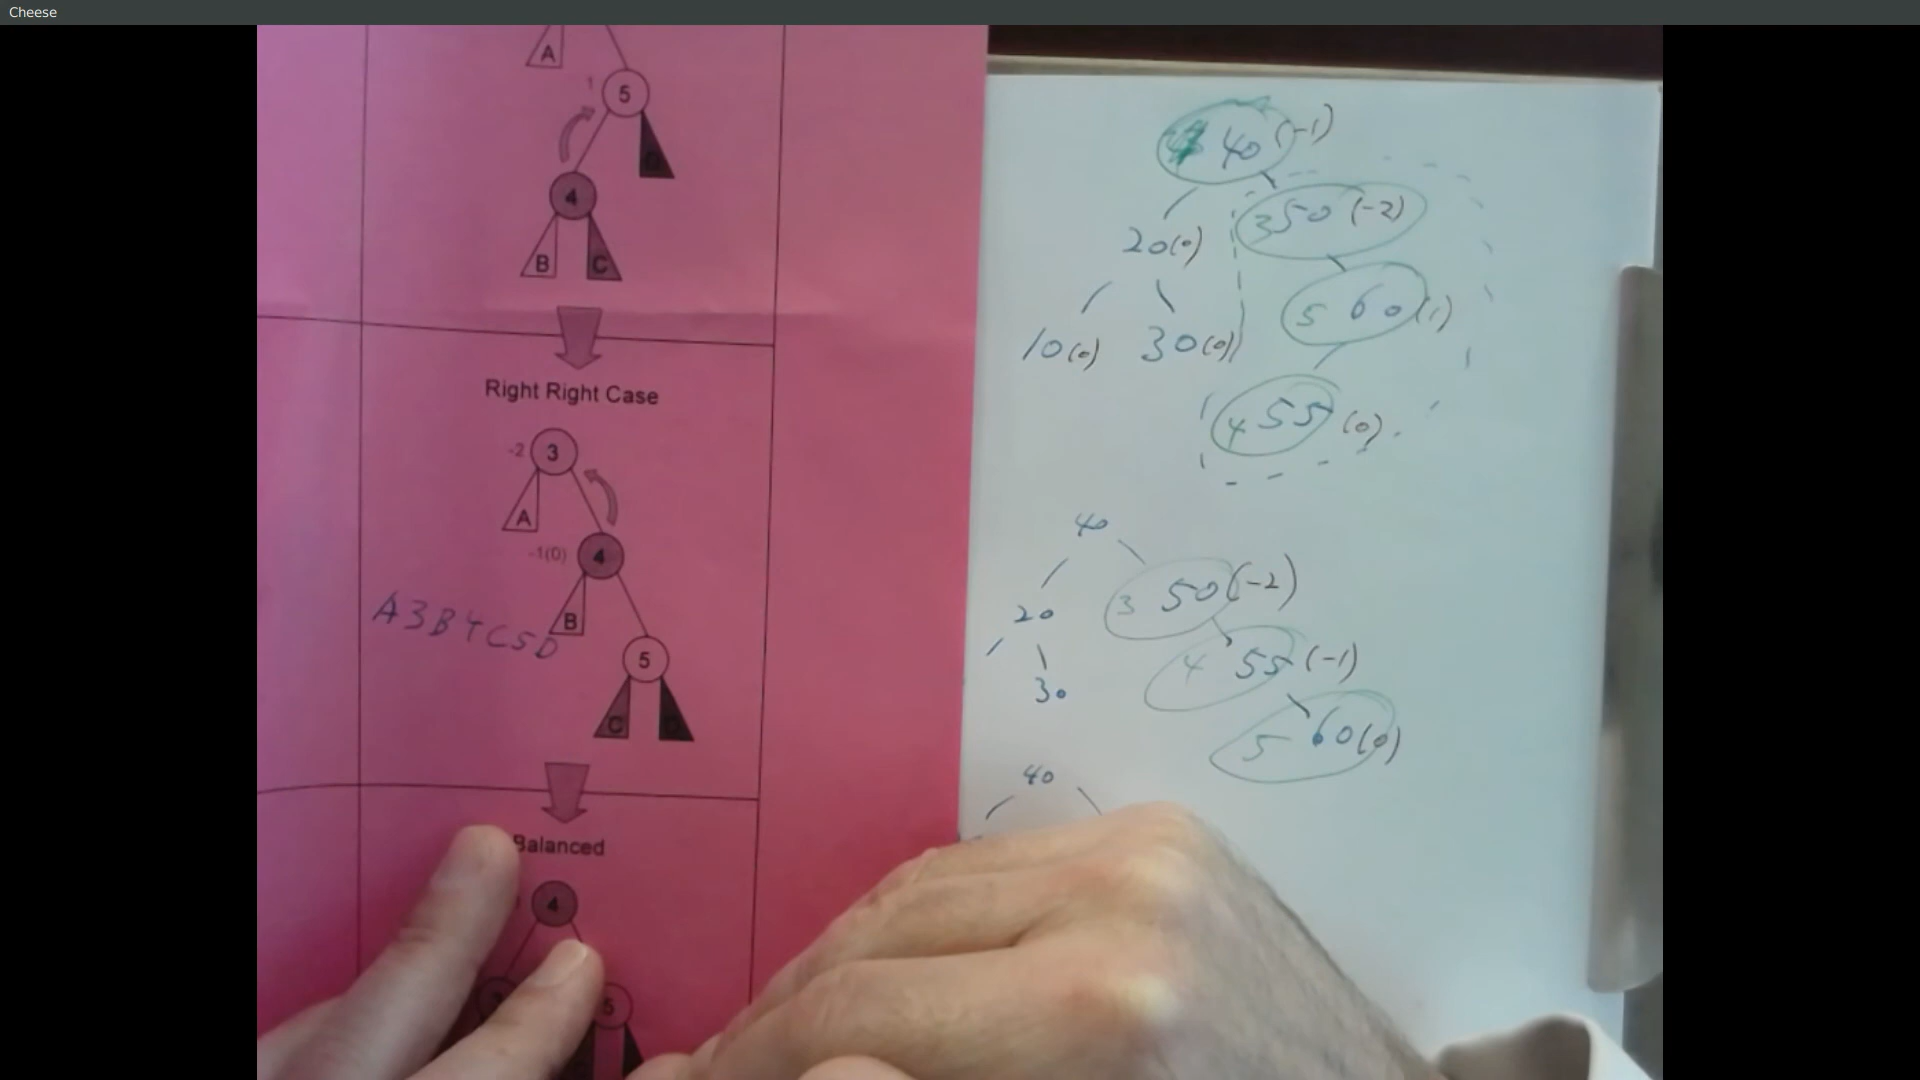 Cheese
A
1
5
4
B
C
Right Right Case
-2 3
A
-1(0) 4
B
A3B4C5D
5
C
Balanced
4
5
40 (-1)
3 50 (-2)
20(0)
5 60 (1)
10(0) 30(0)
4 55 (0)
40
3 50 (-2)
20
4 55 (-1)
30
5 60(0)
40